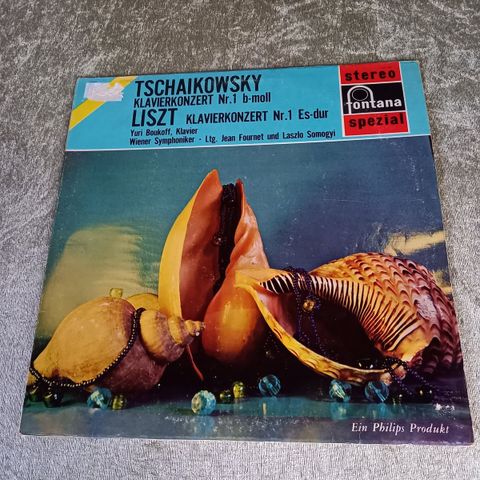 TSCHAIKOWSKY
KLAVIERKONZERT Nr.1 b-moll
LISZT KLAVIERKONZERT Nr.1 Es-dur
Yuri Boukoff, Klavier
Wiener Symphoniker - Ltg. Jean Fournet und Laszlo Somogyi
stereo
fontana
spezial
Ein Philips Produkt